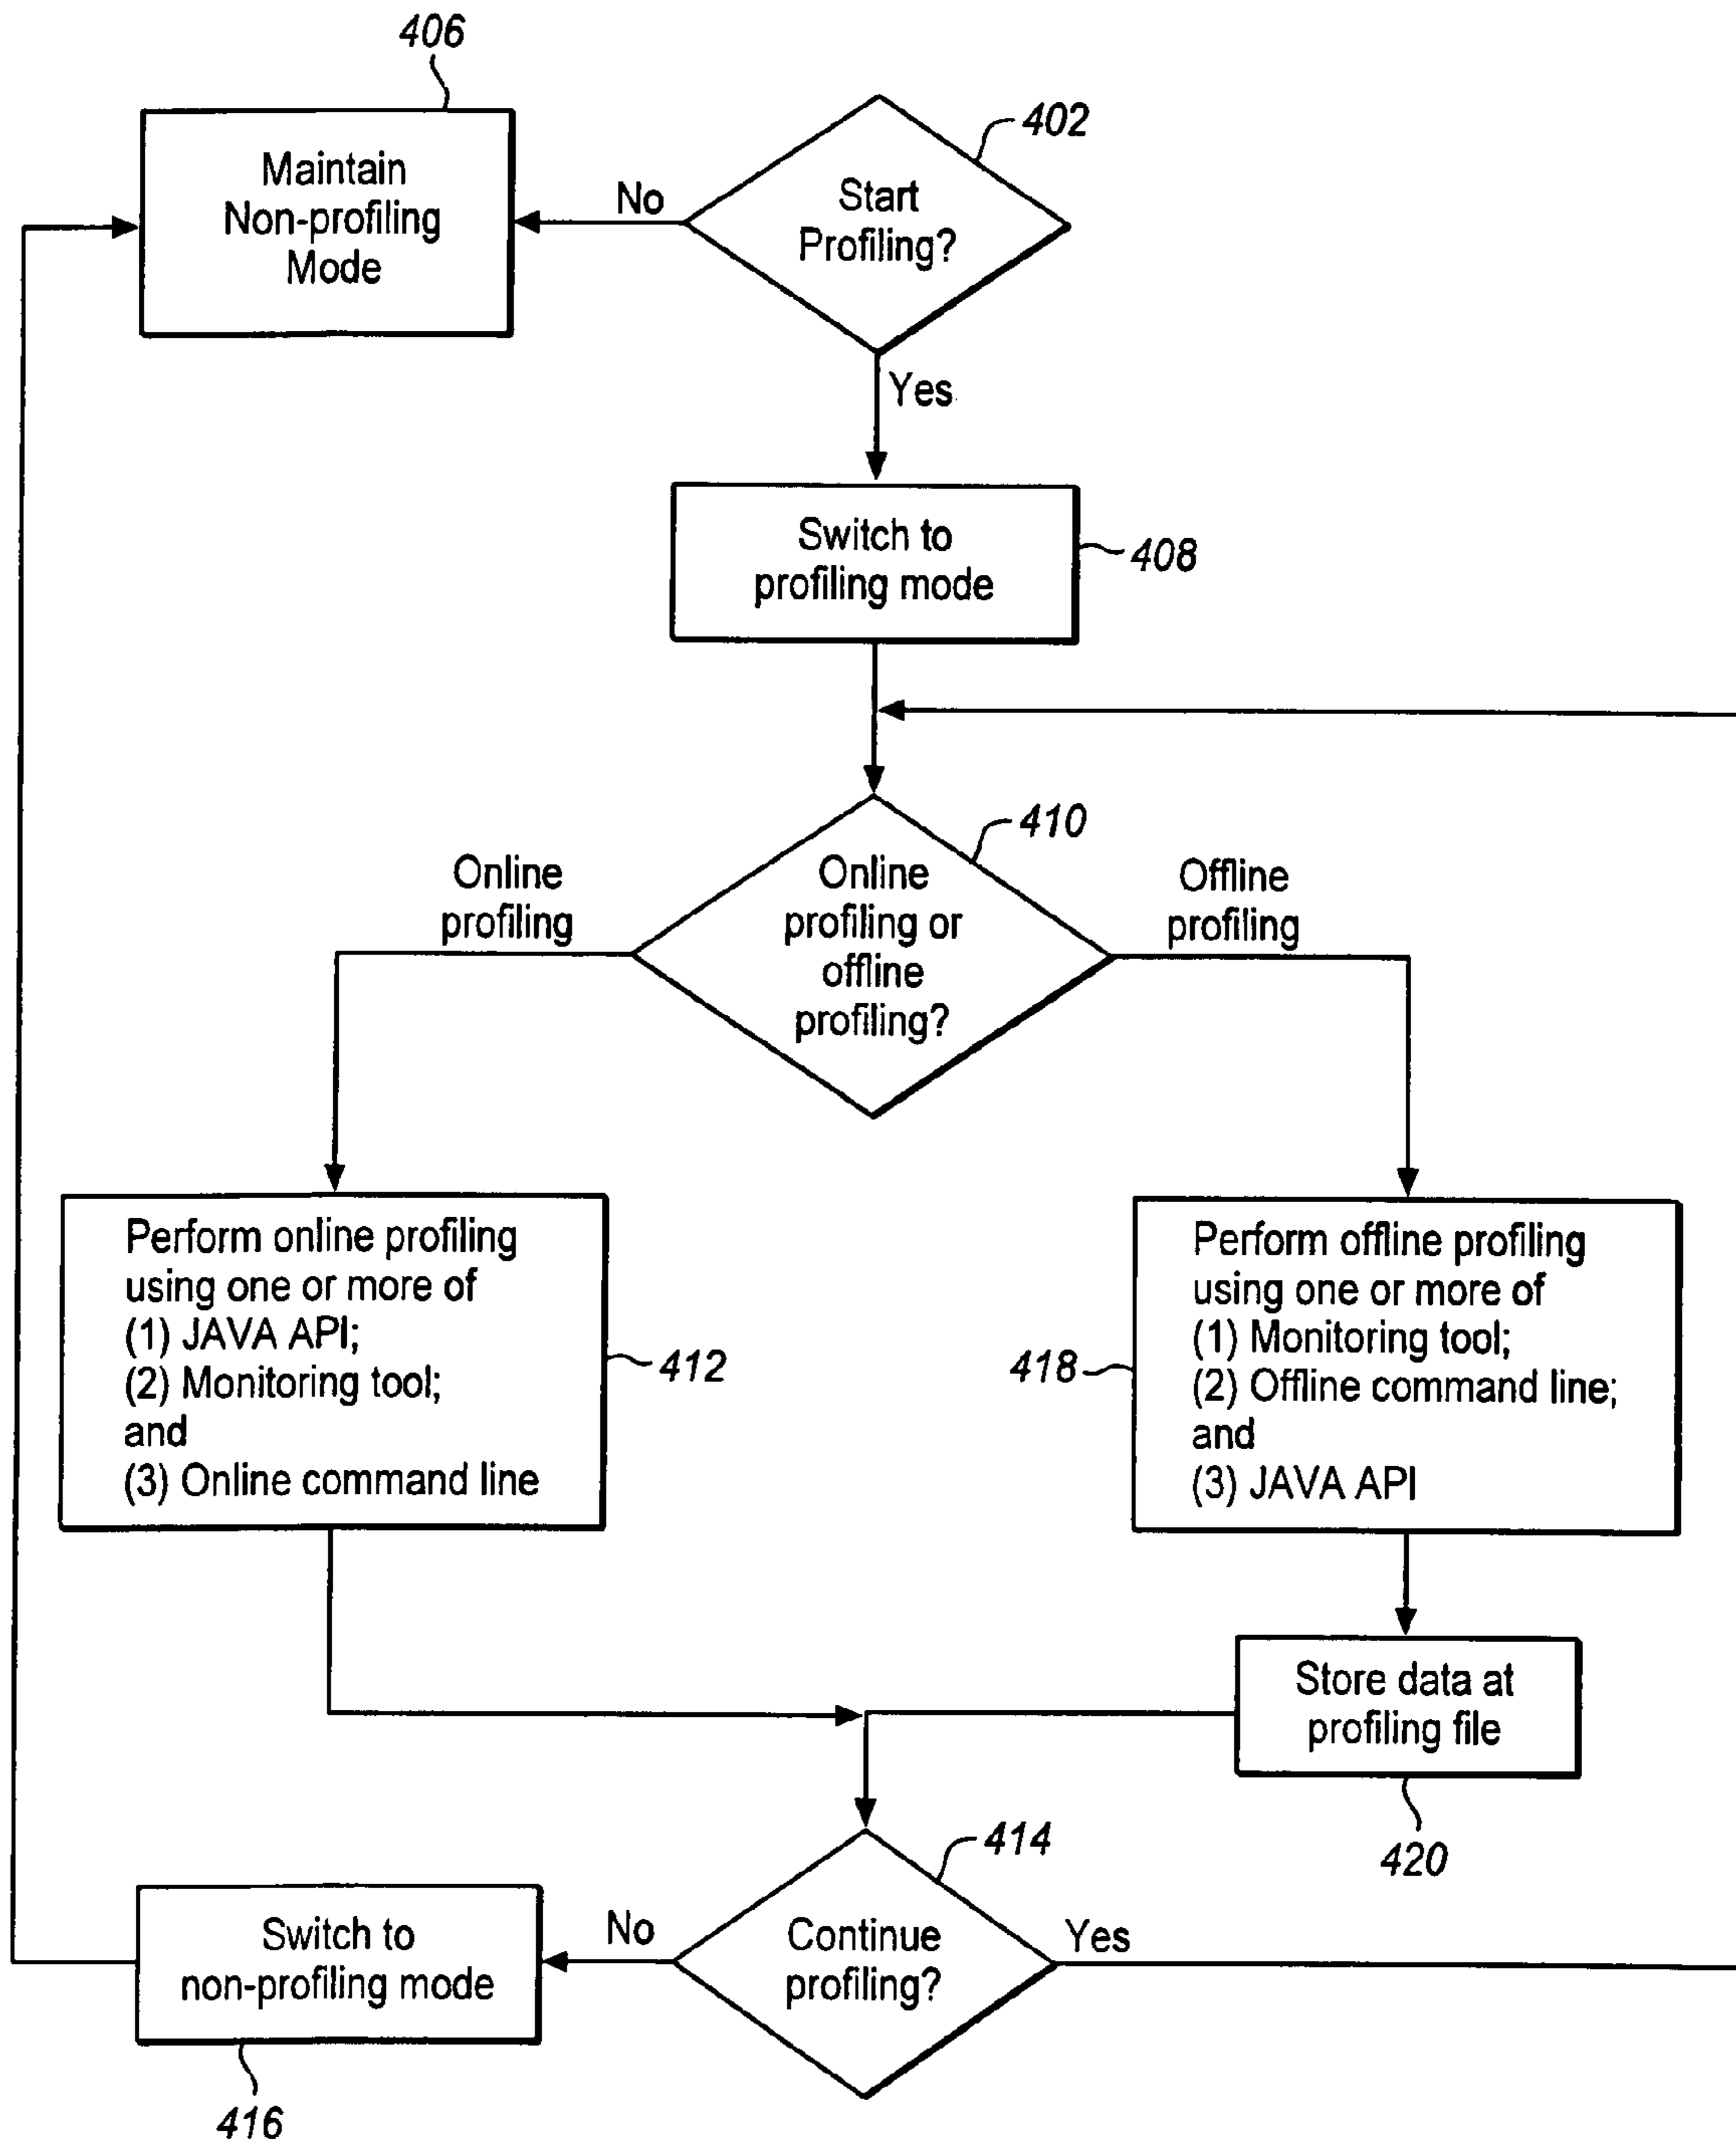 406
Maintain
Non-profiling
Mode
No
402
Start
Profiling?
Yes
Switch to
profiling mode
408
410
Online
profiling
Online
profiling or
offline
profiling?
Offline
profiling
Perform online profiling
using one or more of
(1) JAVA API;
(2) Monitoring tool;
and
(3) Online command line
412
418
Perform offline profiling
using one or more of
(1) Monitoring tool;
(2) Offline command line;
and
(3) JAVA API
Store data at
profiling file
420
414
Switch to
non-profiling mode
416
No
Continue
profiling?
Yes